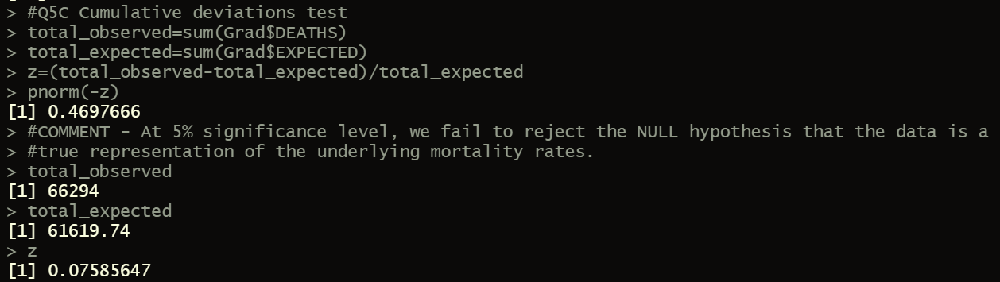 > #Q5C Cumulative deviations test
> total_observed=sum(Grad$DEATHS)
> total_expected=sum(Grad$EXPECTED)
> z=(total_observed-total_expected)/total_expected
> pnorm(-z)
[1] 0.4697666
> #COMMENT - At 5% significance level, we fail to reject the NULL hypothesis that the data is a
> #true representation of the underlying mortality rates.
> total_observed
[1] 66294
> total_expected
[1] 61619.74
> z
[1] 0.07585647